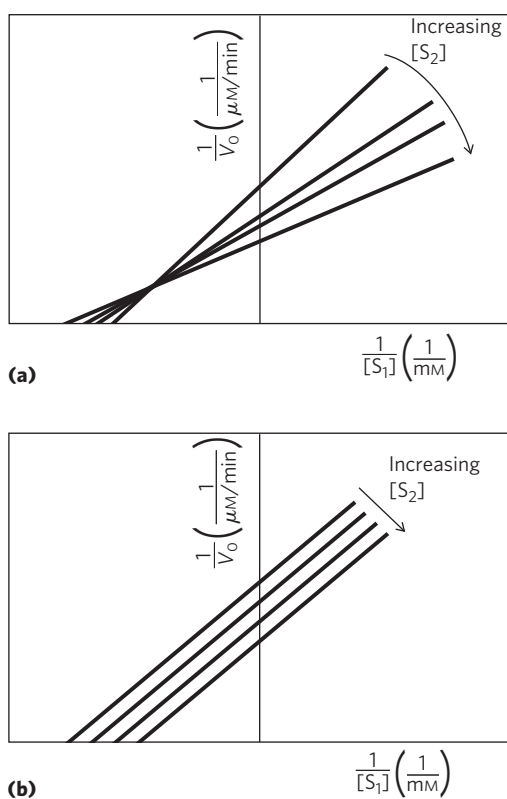 Increasing
[S₂]
1/V₀ (1/μM/min)
1/[S₁] (1/mM)
(a)
Increasing
[S₂]
1/V₀ (1/μM/min)
1/[S₁] (1/mM)
(b)